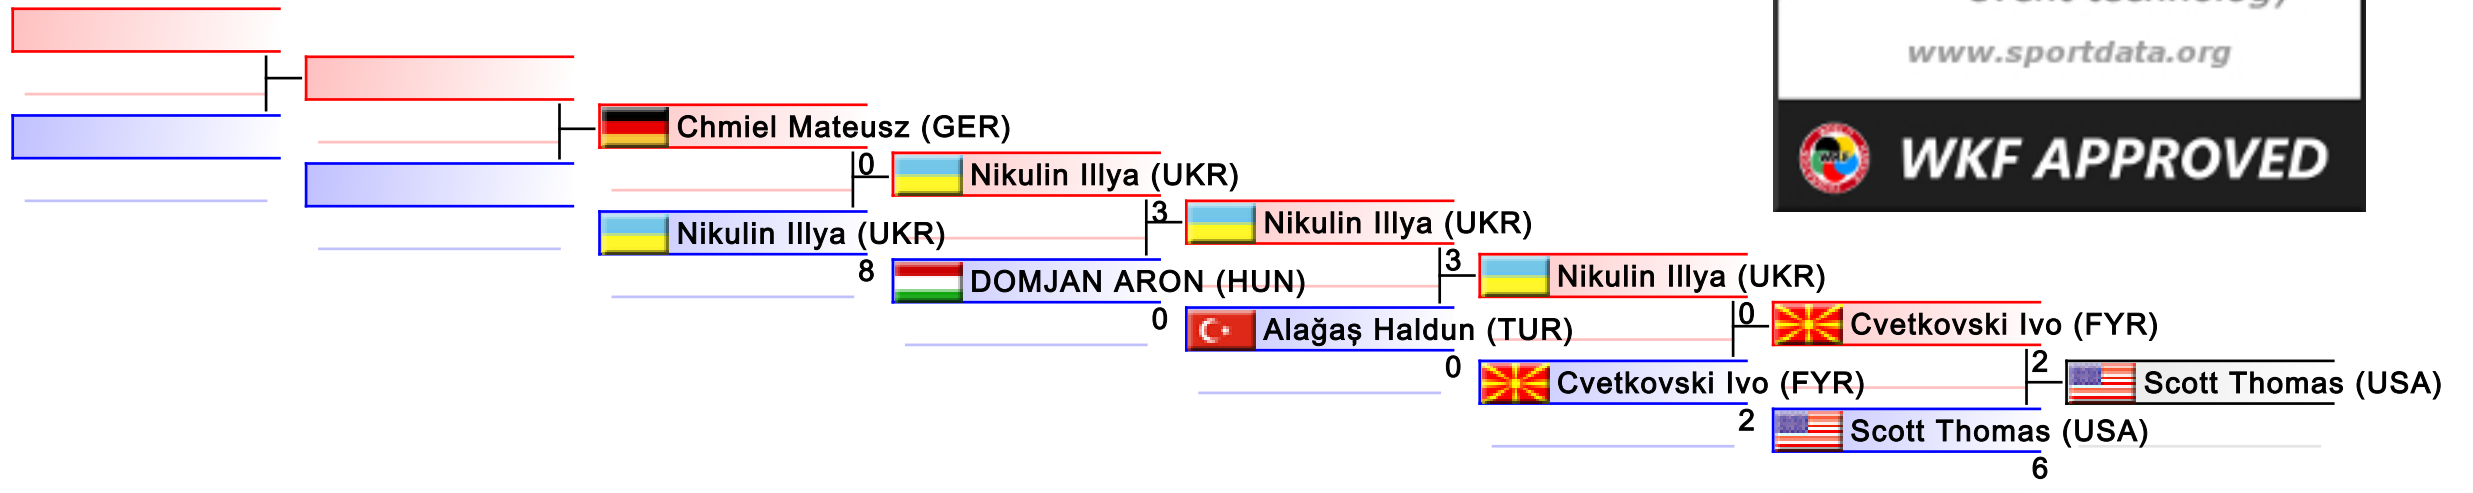 event technology
www.sportdata.org
WKF APPROVED
Chmiel Mateusz (GER)
0
Nikulin Illya (UKR)
8
Nikulin Illya (UKR)
3
DOMJAN ARON (HUN)
0
Nikulin Illya (UKR)
3
Alağaş Haldun (TUR)
0
Nikulin Illya (UKR)
0
Cvetkovski Ivo (FYR)
2
Cvetkovski Ivo (FYR)
2
Scott Thomas (USA)
6
Scott Thomas (USA)